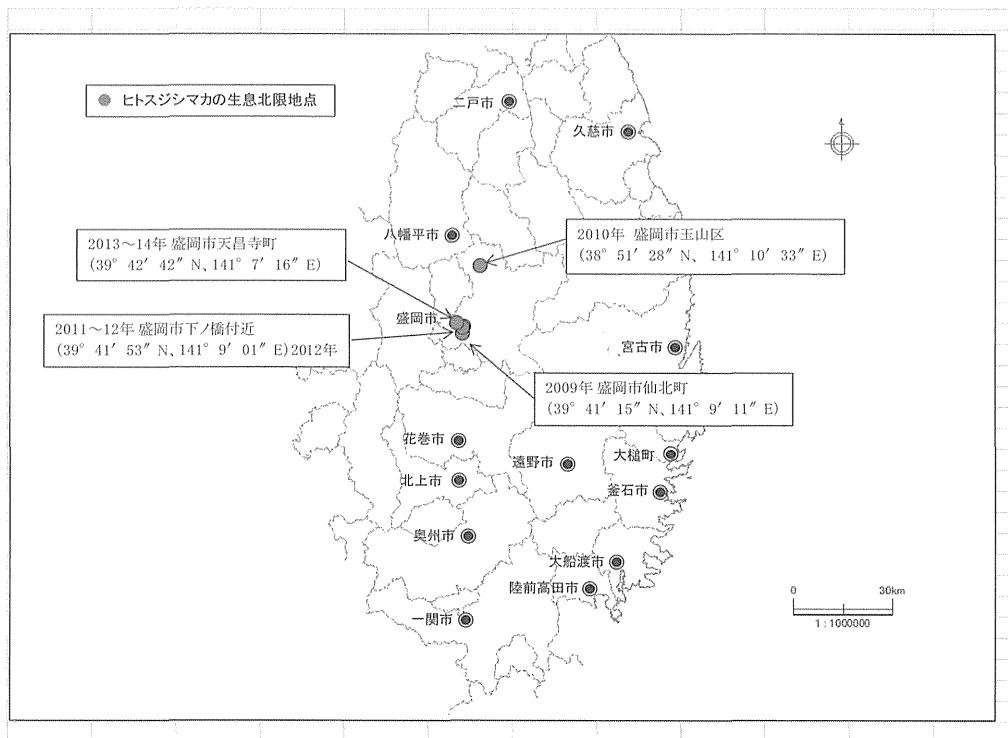 ヒトスジシマカの生息北限地点
二戸市
久慈市
八幡平市
2013～14年 盛岡市天昌寺町
(39° 42′ 42″ N、141° 7′ 16″ E)
2010年 盛岡市玉山区
(38° 51′ 28″ N、 141° 10′ 33″ E)
盛岡市
2011～12年 盛岡市下ノ橋付近
(39° 41′ 53″ N、141° 9′ 01″ E)2012年
宮古市
2009年 盛岡市仙北町
(39° 41′ 15″ N、141° 9′ 11″ E)
花巻市
遠野市
大槌町
北上市
釜石市
奥州市
大船渡市
陸前高田市
一関市
0 30km
1：1000000